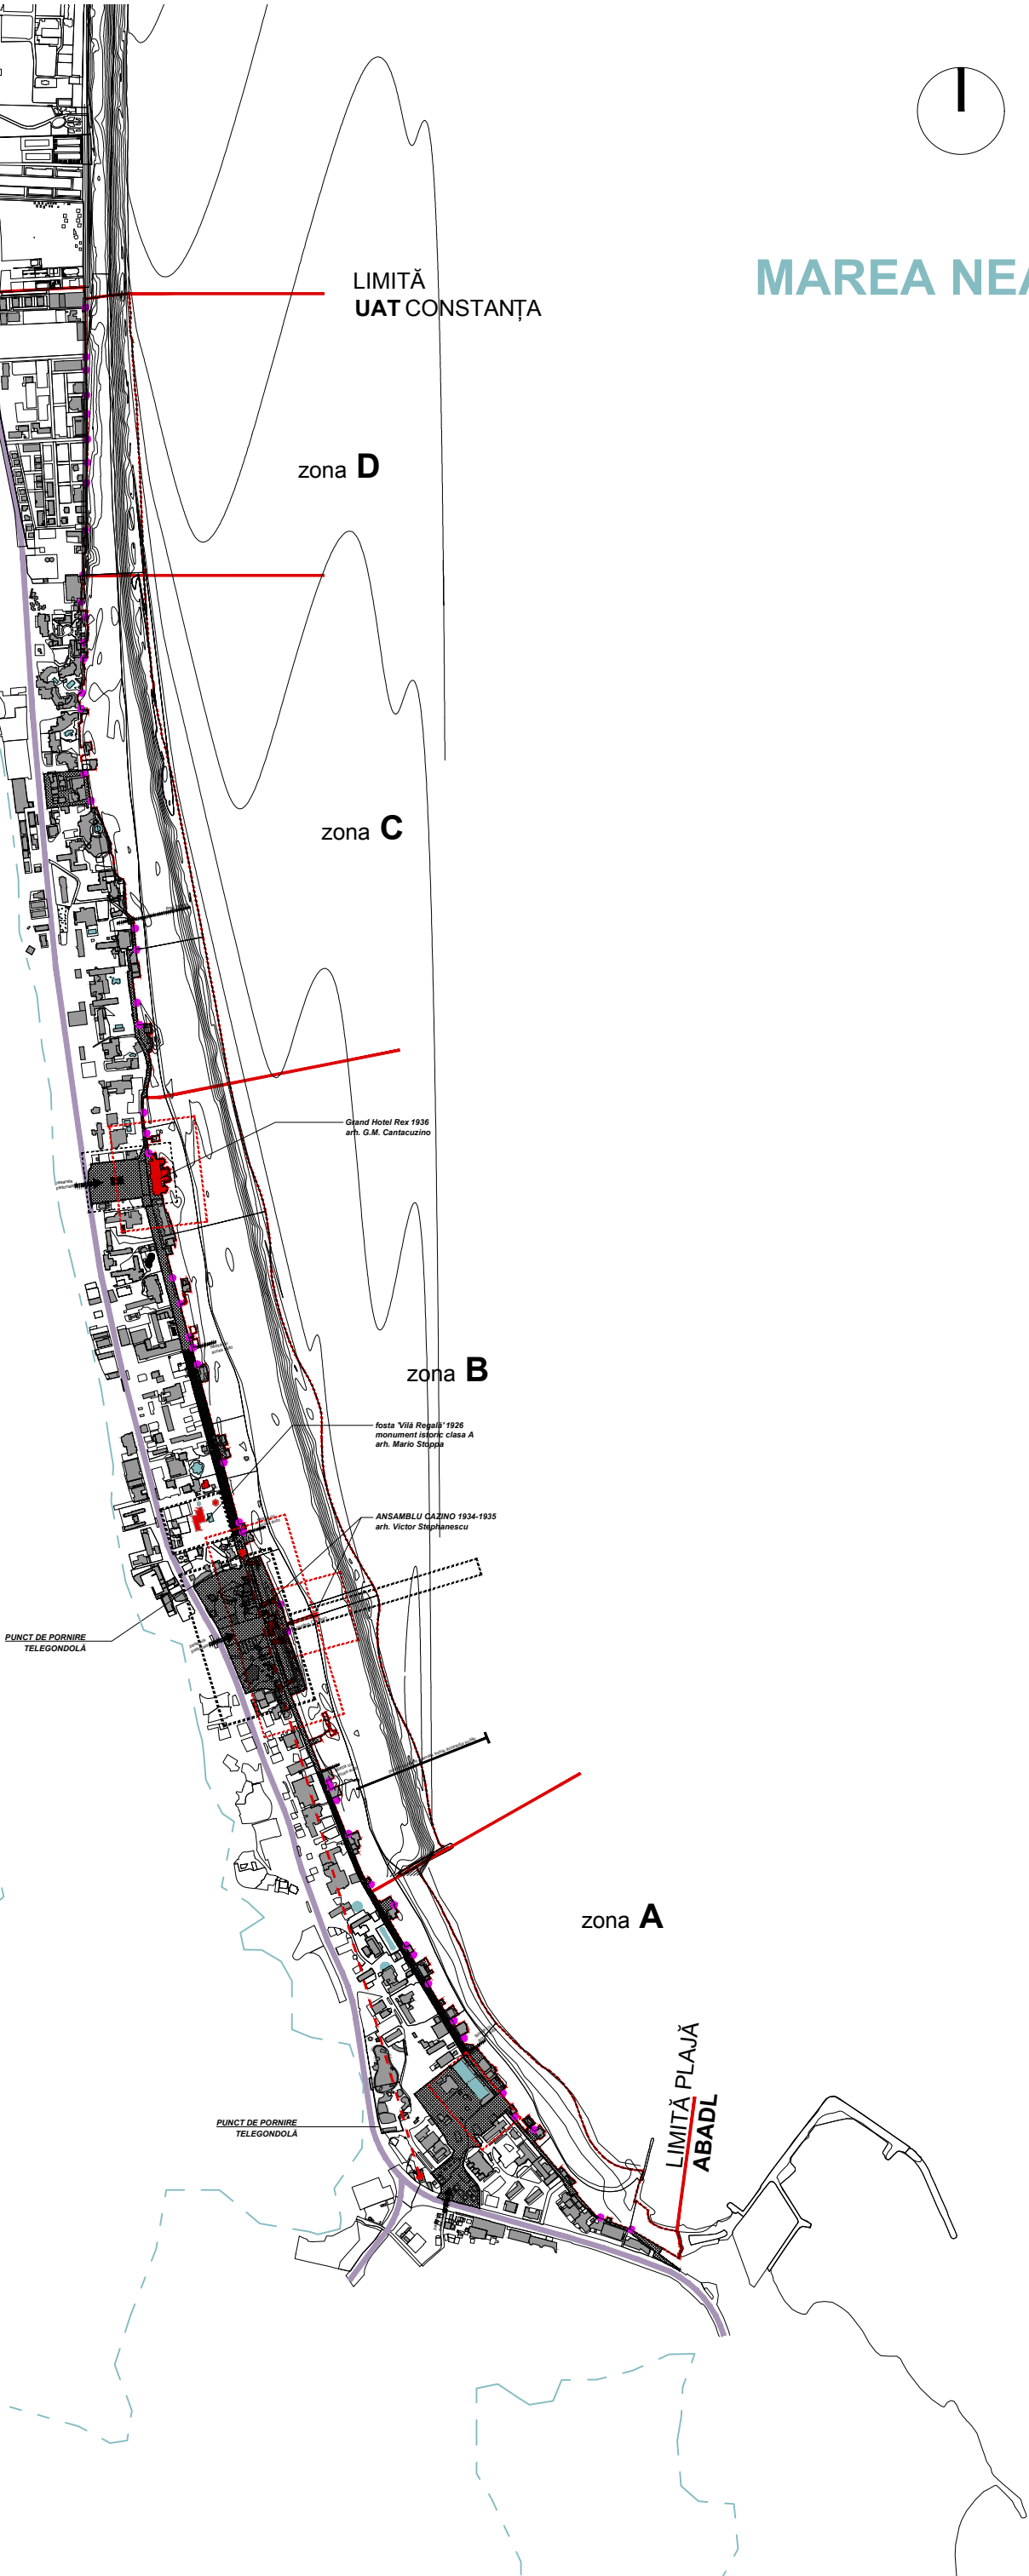 MAREA NEA
LIMITĂ
UAT CONSTANȚA
zona D
zona C
Grand Hotel Rex 1936
arh. G.M. Cantacuzino
zona B
fosta 'Vilă Regală' 1926
monument istoric clasa A
arh. Mario Stoppa
ANSAMBLU CAZINO 1934-1935
arh. Victor Stephanescu
PUNCT DE PORNIRE
TELEGONDOLĂ
zona A
LIMITĂ PLAJĂ
ABADL
PUNCT DE PORNIRE
TELEGONDOLĂ